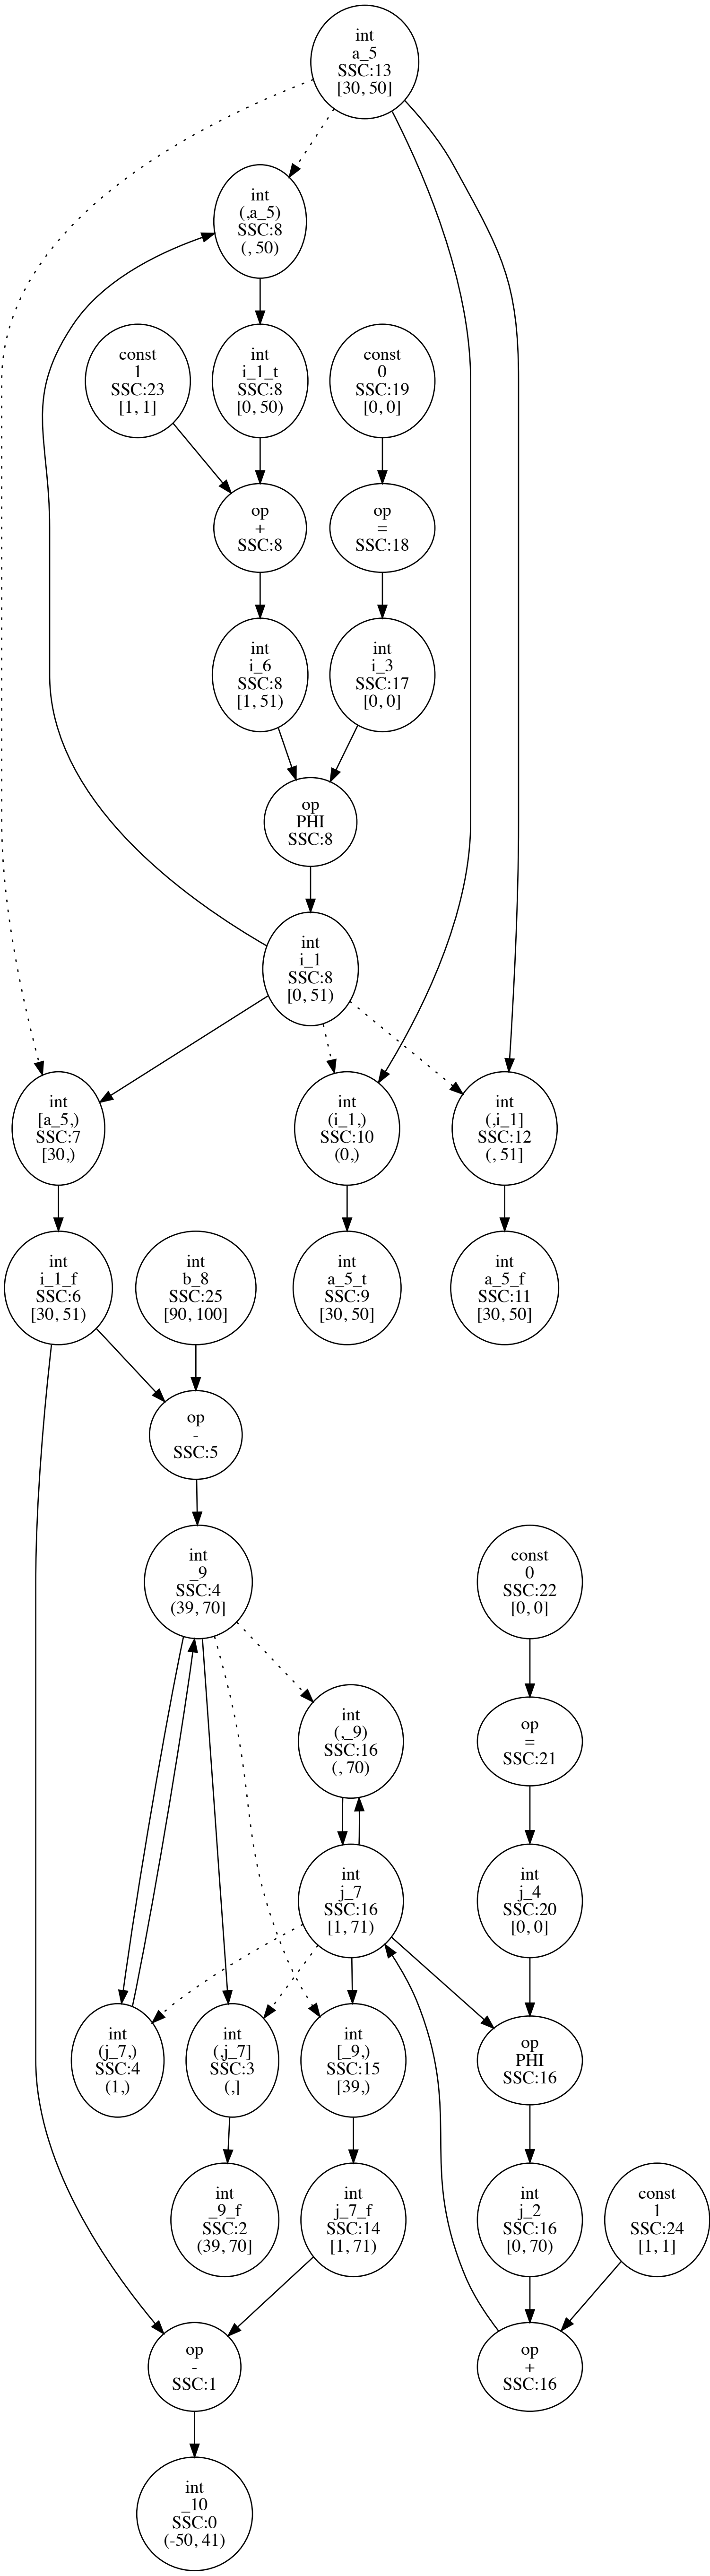 int
a_5
SSC:13
[30, 50]
int
(,a_5)
SSC:8
(, 50)
const
1
SSC:23
[1, 1]
int
i_1_t
SSC:8
[0, 50)
const
0
SSC:19
[0, 0]
op
+
SSC:8
op
=
SSC:18
int
i_6
SSC:8
[1, 51)
int
i_3
SSC:17
[0, 0]
op
PHI
SSC:8
int
i_1
SSC:8
[0, 51)
int
[a_5,)
SSC:7
[30,)
int
(i_1,)
SSC:10
(0,)
int
(,i_1]
SSC:12
(, 51]
int
i_1_f
SSC:6
[30, 51)
int
b_8
SSC:25
[90, 100]
int
a_5_t
SSC:9
[30, 50]
int
a_5_f
SSC:11
[30, 50]
op
-
SSC:5
int
_9
SSC:4
(39, 70]
const
0
SSC:22
[0, 0]
int
(,_9)
SSC:16
(, 70)
op
=
SSC:21
int
j_7
SSC:16
[1, 71)
int
j_4
SSC:20
[0, 0]
int
(j_7,)
SSC:4
(1,)
int
(,j_7]
SSC:3
(,]
int
[_9,)
SSC:15
[39,)
op
PHI
SSC:16
int
_9_f
SSC:2
(39, 70]
int
j_7_f
SSC:14
[1, 71)
int
j_2
SSC:16
[0, 70)
const
1
SSC:24
[1, 1]
op
-
SSC:1
op
+
SSC:16
int
_10
SSC:0
(-50, 41)